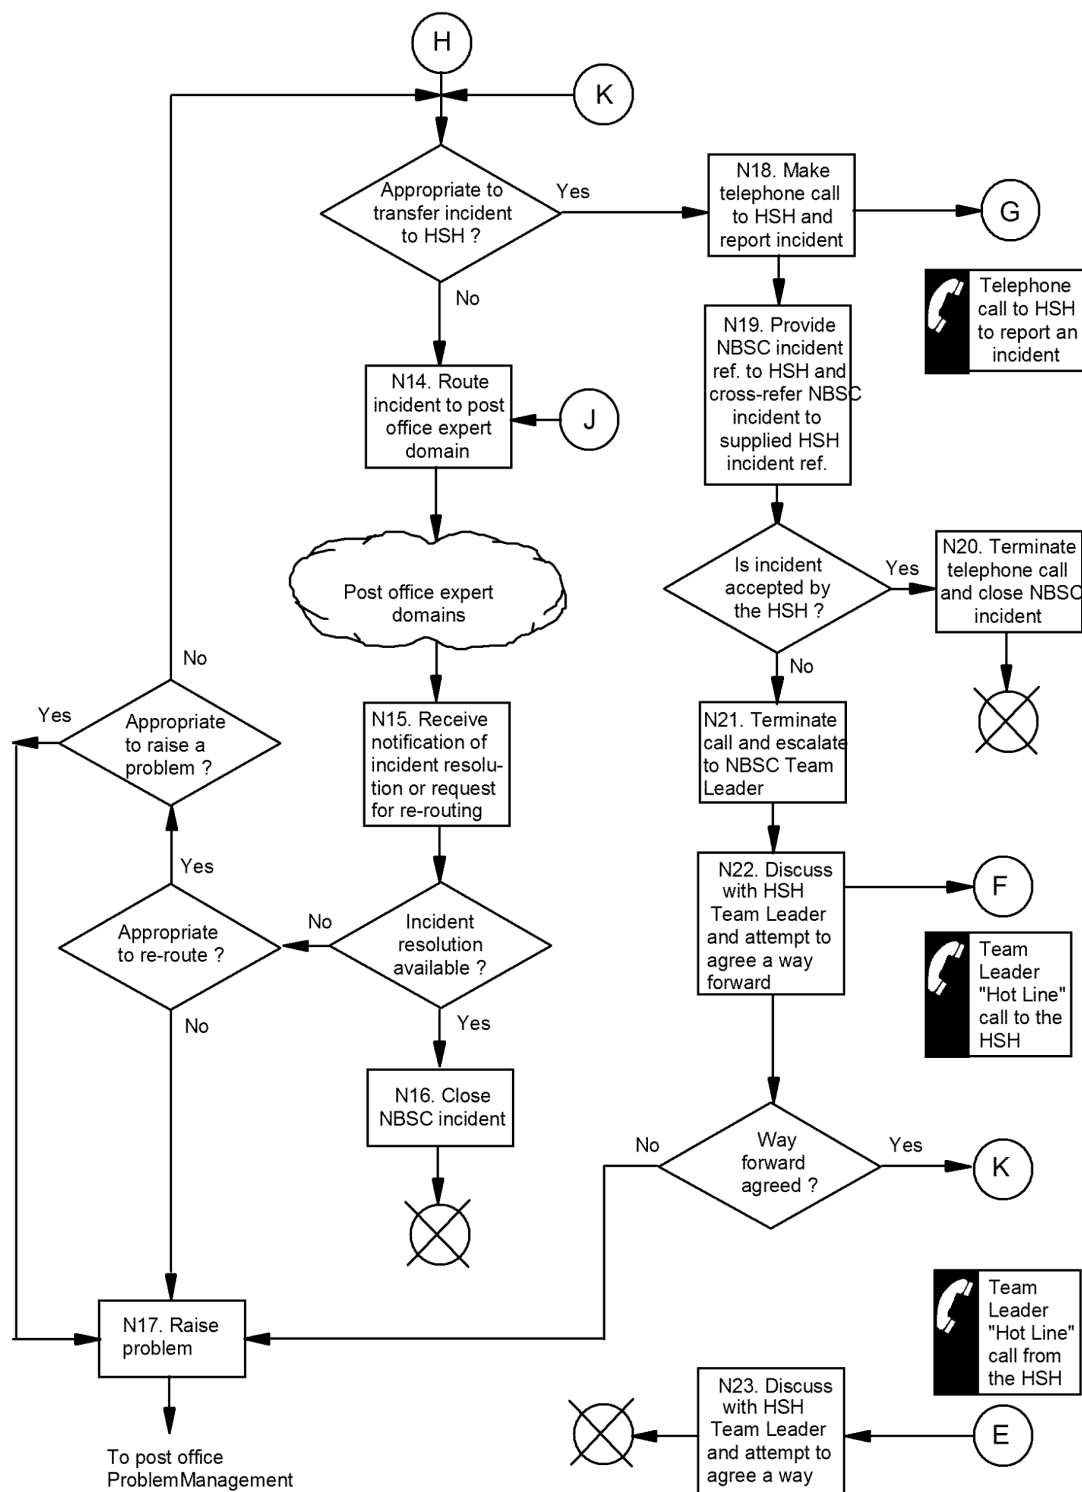 H
K
Appropriate to
transfer incident
to HSH ?
Yes
No
N18. Make
telephone call
to HSH and
report incident
G
Telephone
call to HSH
to report an
incident
N19. Provide
NBSC incident
ref. to HSH and
cross-refer NBSC
incident to
supplied HSH
incident ref.
N14. Route
incident to post
office expert
domain
J
Post office expert
domains
Is incident
accepted by
the HSH ?
Yes
No
N20. Terminate
telephone call
and close NBSC
incident
No
Yes
Appropriate
to raise a
problem ?
N15. Receive
notification of
incident resolu-
tion or request
for re-routing
N21. Terminate
call and escalate
to NBSC Team
Leader
Yes
Appropriate
to re-route ?
No
No
Incident
resolution
available ?
Yes
N22. Discuss
with HSH
Team Leader
and attempt to
agree a way
forward
F
Team
Leader
"Hot Line"
call to the
HSH
N16. Close
NBSC incident
No
Way
forward
agreed ?
Yes
K
N17. Raise
problem
To post office
ProblemManagement
Team
Leader
"Hot Line"
call from
the HSH
N23. Discuss
with HSH
Team Leader
and attempt to
agree a way
E